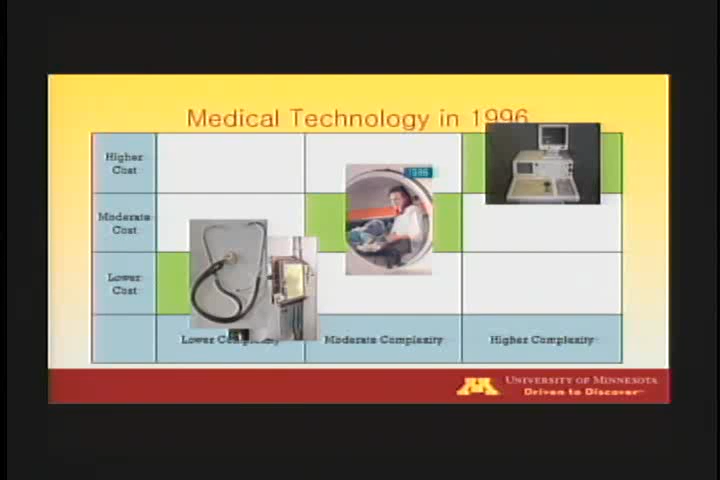 Medical Technology in 1996
Higher
Cost
1996
Moderate
Cost
Lower
Cost
Lower Complexity
Moderate Complexity
Higher Complexity
UNIVERSITY OF MINNESOTA
Driven to Discover